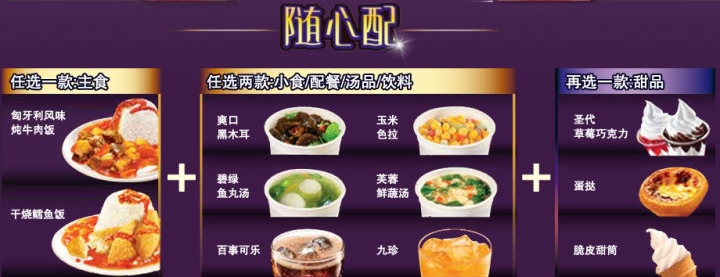 随心配
任选一款:主食
匈牙利风味
炖牛肉饭
干烧鳕鱼饭
+
任选两款:小食/配餐/汤品/饮料
爽口
黑木耳
玉米
色拉
碧绿
鱼丸汤
芙蓉
鲜蔬汤
百事可乐
九珍
+
再选一款:甜品
圣代
草莓巧克力
蛋挞
脆皮甜筒